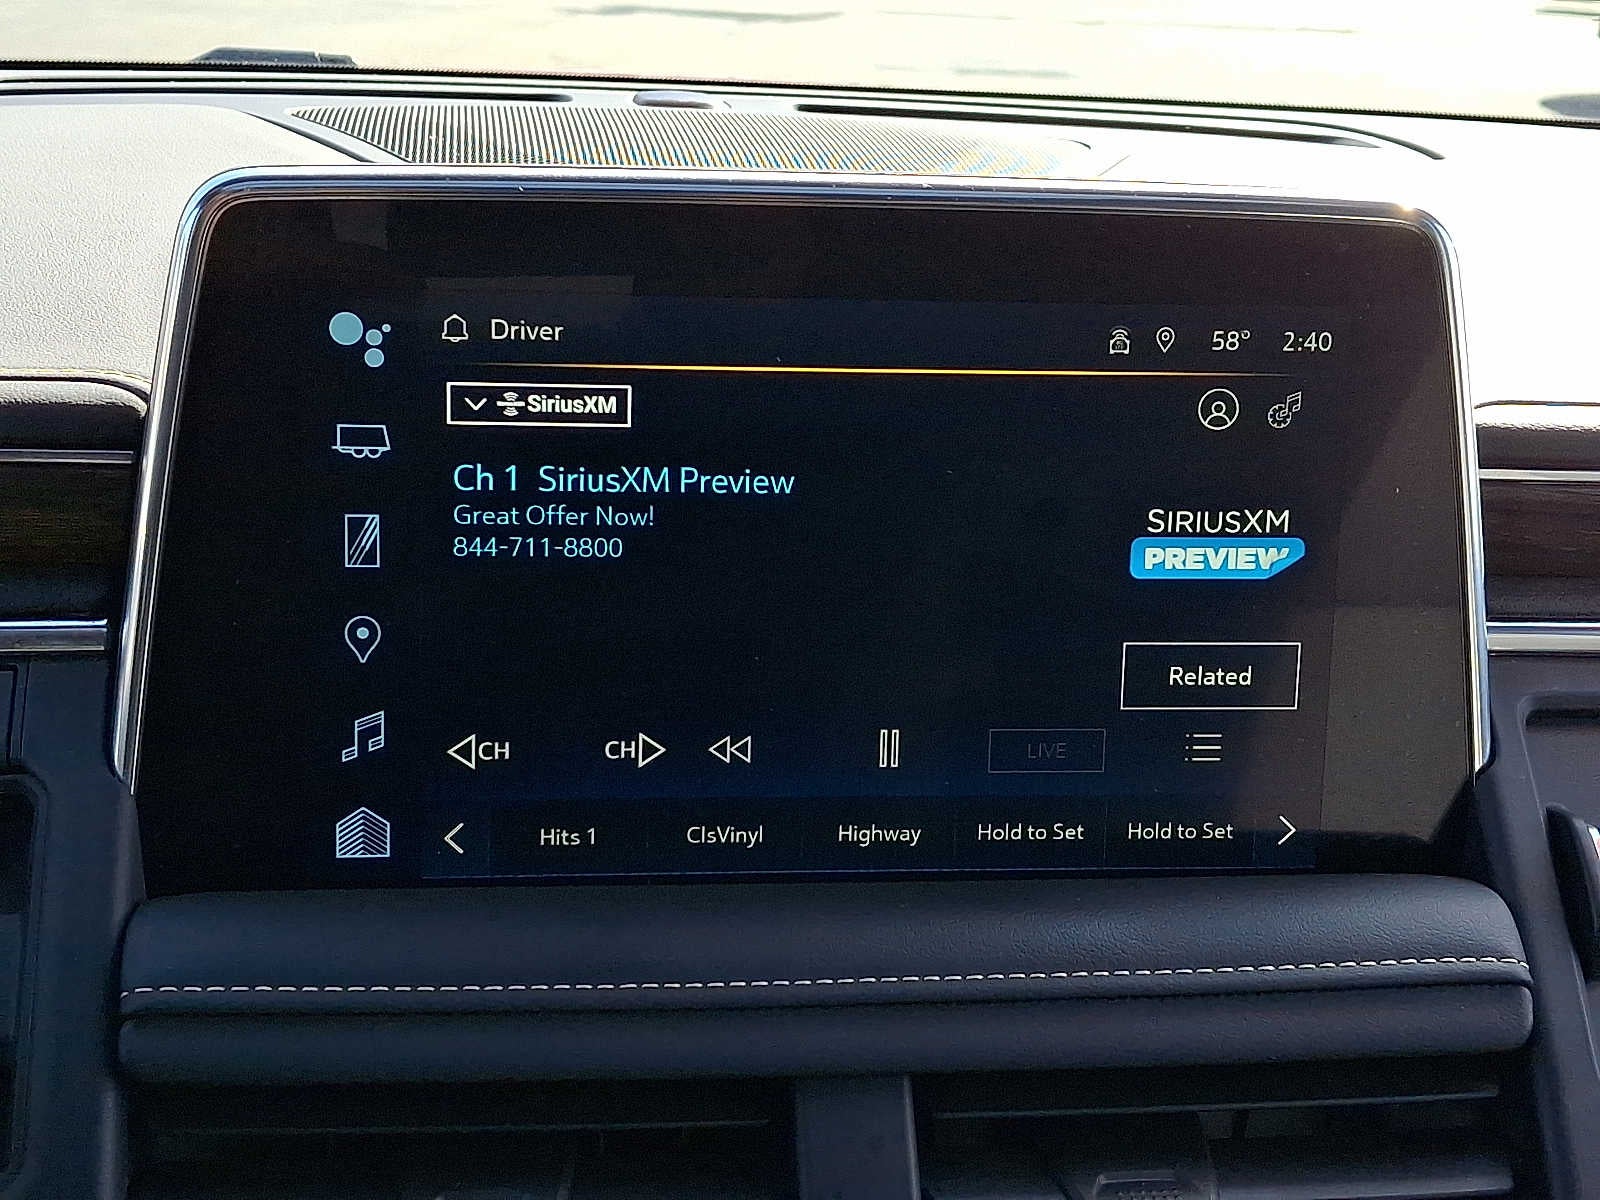 Driver
58° 2:40
SiriusXM
Ch 1 SiriusXM Preview
Great Offer Now!
844-711-8800
SIRIUSXM
PREVIEW
Related
CH CH LIVE
Hits 1 ClsVinyl Highway Hold to Set Hold to Set